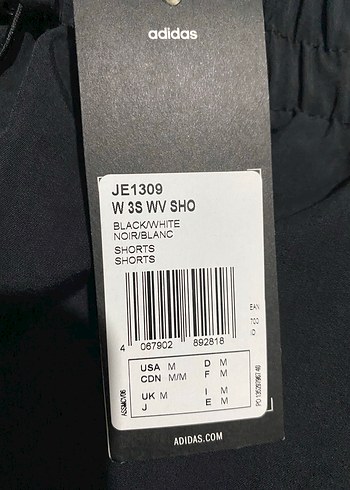 adidas
JE1309
W 3S WV SHO
BLACK/WHITE
NOIR/BLANC
SHORTS
SHORTS
4 067902 892818
EAN
USA M D M
CDN M/M F M
UK M I M
J E M
ADIDAS.COM